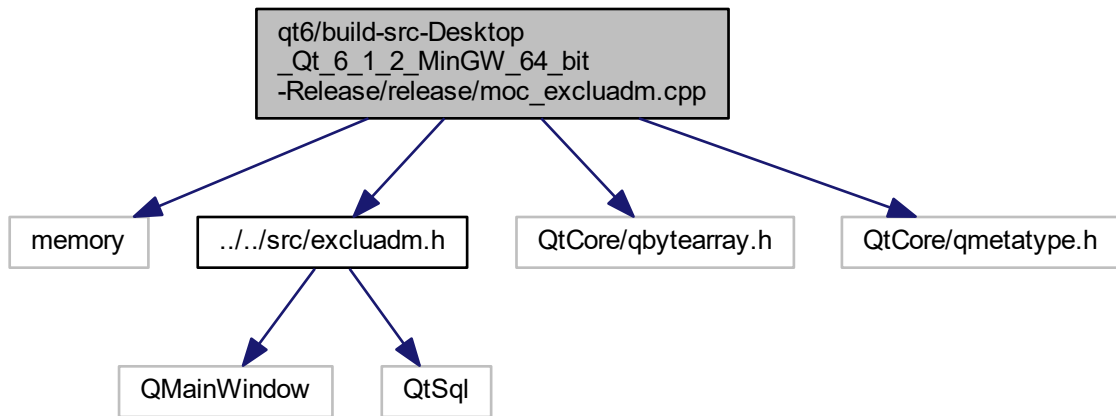 qt6/build-src-Desktop
_Qt_6_1_2_MinGW_64_bit
-Release/release/moc_excluadm.cpp
memory
../../src/excluadm.h
QtCore/qbytearray.h
QtCore/qmetatype.h
QMainWindow
QtSql